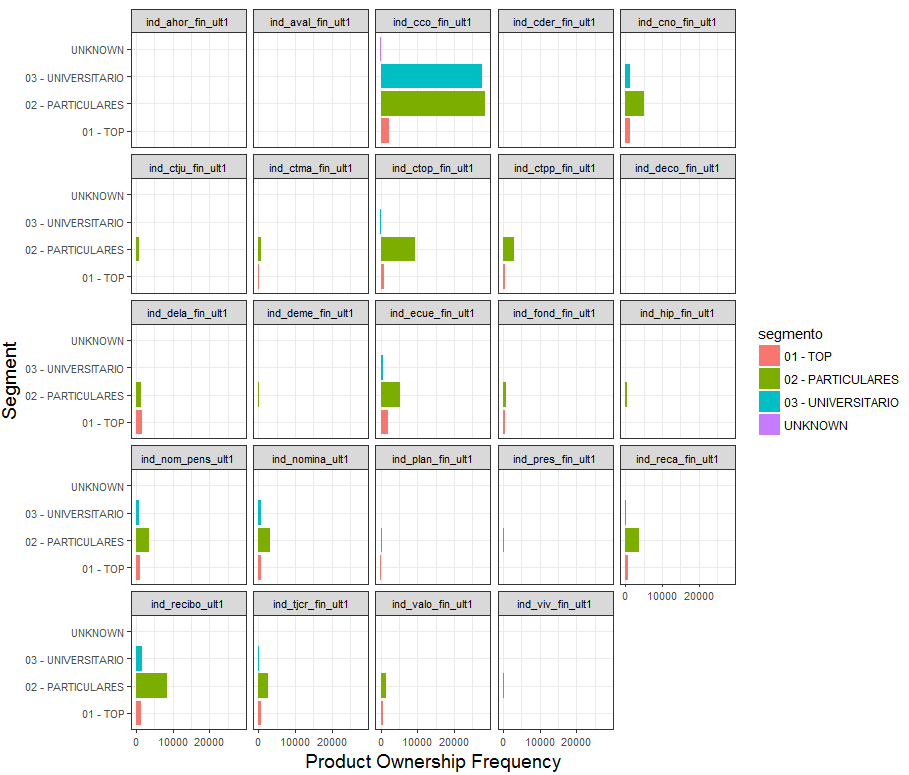 ind_ahor_fin_ult1 ind_aval_fin_ult1 ind_cco_fin_ult1 ind_cder_fin_ult1 ind_cno_fin_ult1
UNKNOWN
03 - UNIVERSITARIO
02 - PARTICULARES
01 - TOP
ind_ctju_fin_ult1 ind_ctma_fin_ult1 ind_ctop_fin_ult1 ind_ctpp_fin_ult1 ind_deco_fin_ult1
UNKNOWN
03 - UNIVERSITARIO
02 - PARTICULARES
01 - TOP
ind_dela_fin_ult1 ind_deme_fin_ult1 ind_ecue_fin_ult1 ind_fond_fin_ult1 ind_hip_fin_ult1
UNKNOWN
03 - UNIVERSITARIO
02 - PARTICULARES
01 - TOP
Segment
segmento
01 - TOP
02 - PARTICULARES
03 - UNIVERSITARIO
UNKNOWN
ind_nom_pens_ult1 ind_nomina_ult1 ind_plan_fin_ult1 ind_pres_fin_ult1 ind_reca_fin_ult1
UNKNOWN
03 - UNIVERSITARIO
02 - PARTICULARES
01 - TOP
0 10000 20000
ind_recibo_ult1 ind_tjcr_fin_ult1 ind_valo_fin_ult1 ind_viv_fin_ult1
UNKNOWN
03 - UNIVERSITARIO
02 - PARTICULARES
01 - TOP
0 10000 20000 0 10000 20000 0 10000 20000 0 10000 20000
Product Ownership Frequency